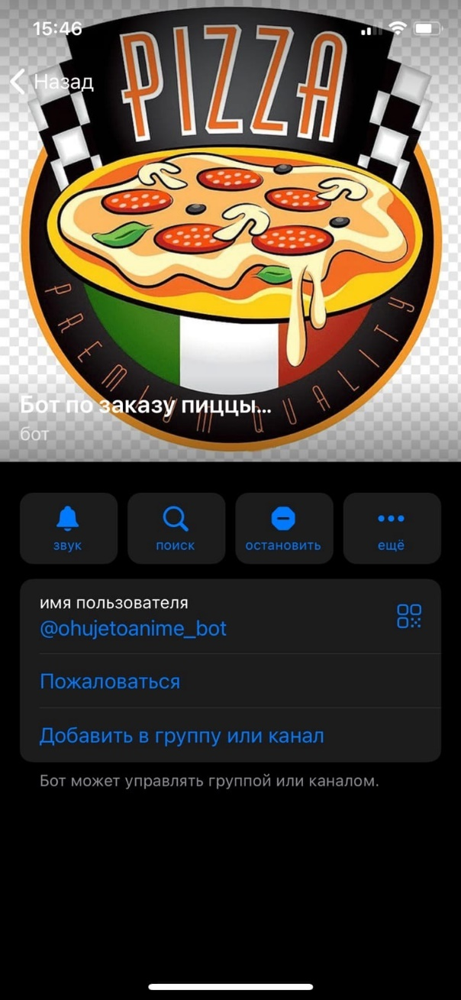 15:46
PIZZA
Назад
PREMIUM QUALITY
Бот по заказу пиццы...
бот
звук
поиск
остановить
ещё
имя пользователя
@ohujetoanime_bot
Пожаловаться
Добавить в группу или канал
Бот может управлять группой или каналом.